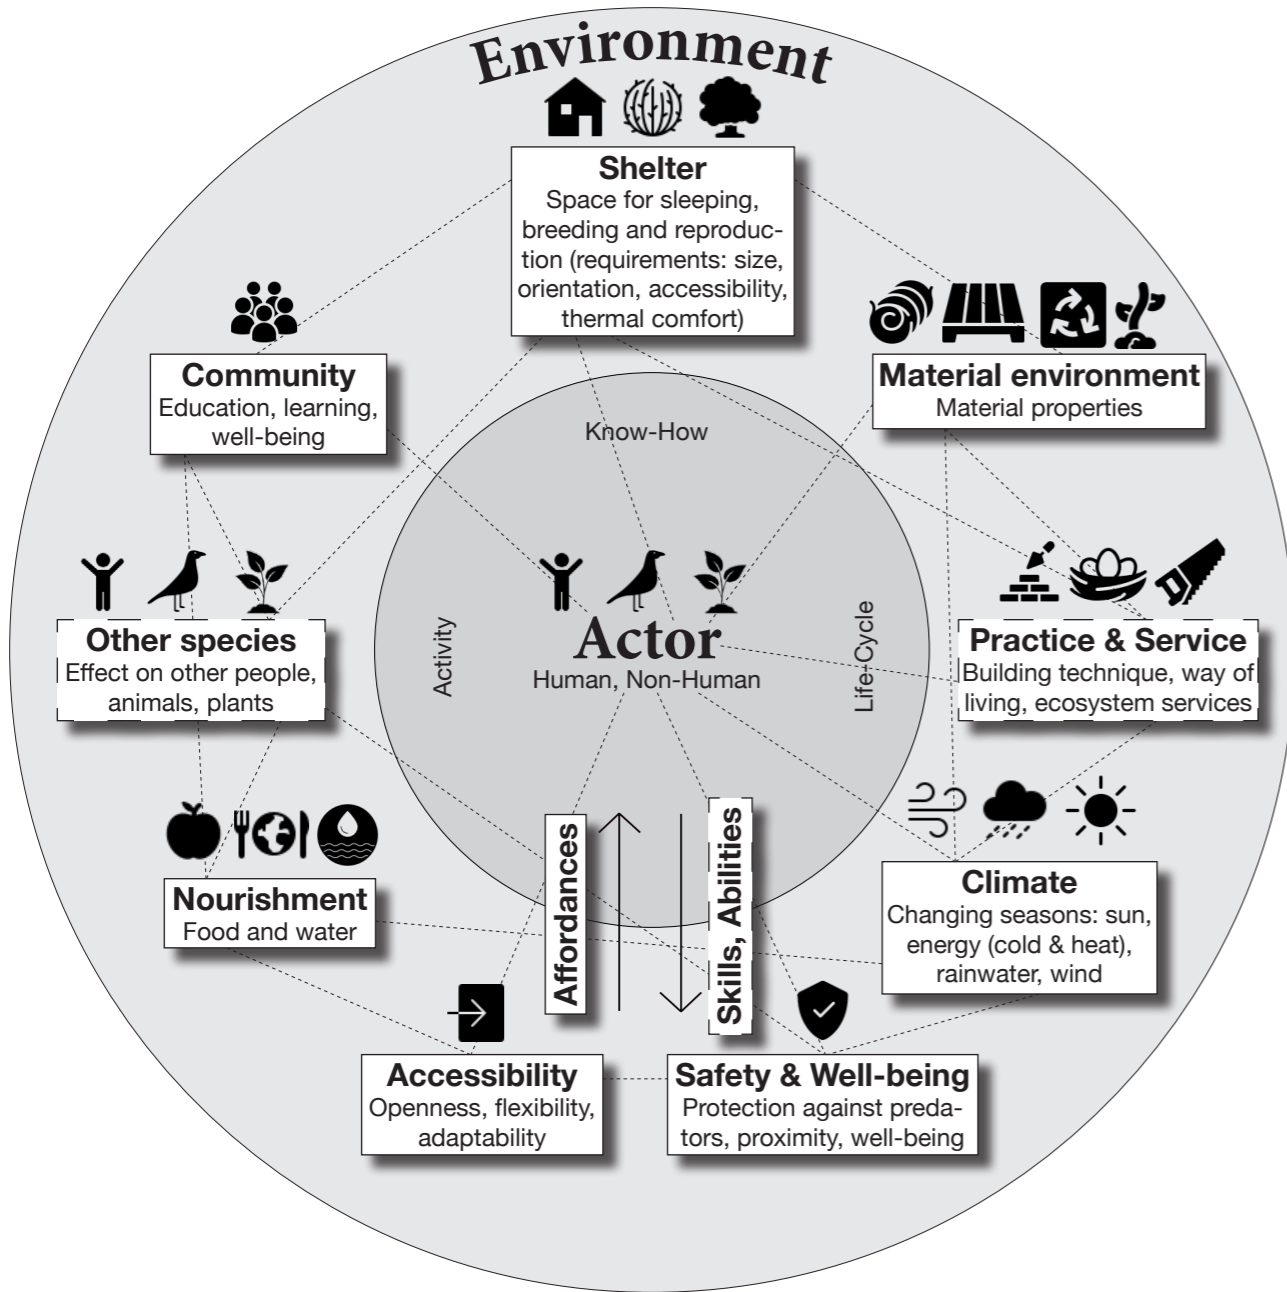 Environment
Shelter
Space for sleeping,
breeding and reproduc-
tion (requirements: size,
orientation, accessibility,
thermal comfort)
Community
Education, learning,
well-being
Material environment
Material properties
Know-How
Activity
Life-Cycle
Actor
Human, Non-Human
Other species
Effect on other people,
animals, plants
Practice & Service
Building technique, way of
living, ecosystem services
Nourishment
Food and water
Affordances
Skills, Abilities
Climate
Changing seasons: sun,
energy (cold & heat),
rainwater, wind
Accessibility
Openness, flexibility,
adaptability
Safety & Well-being
Protection against preda-
tors, proximity, well-being